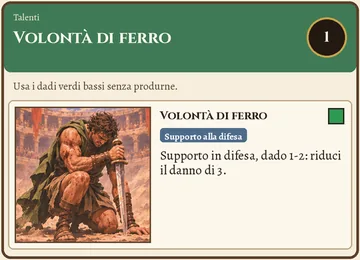 Talenti
Volontà di ferro
1
Usa i dadi verdi bassi senza produrne.
Volontà di ferro
Supporto alla difesa
Supporto in difesa, dado 1-2: riduci
il danno di 3.